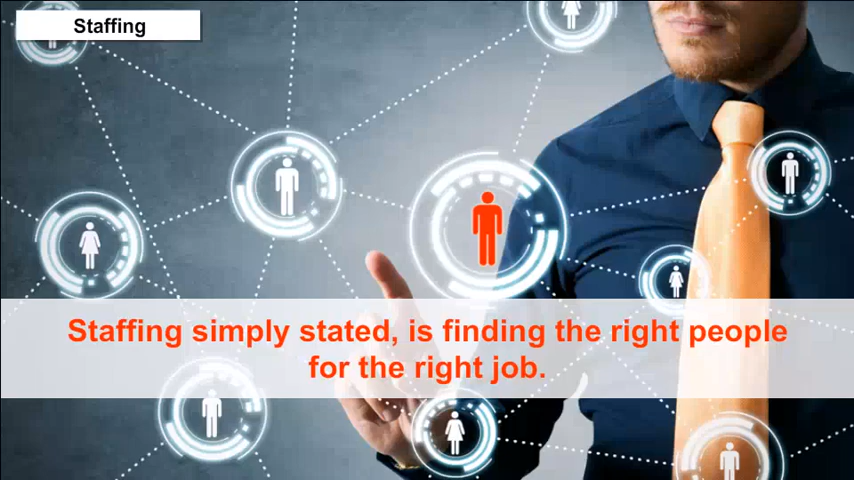 Staffing
Staffing simply stated, is finding the right people
for the right job.